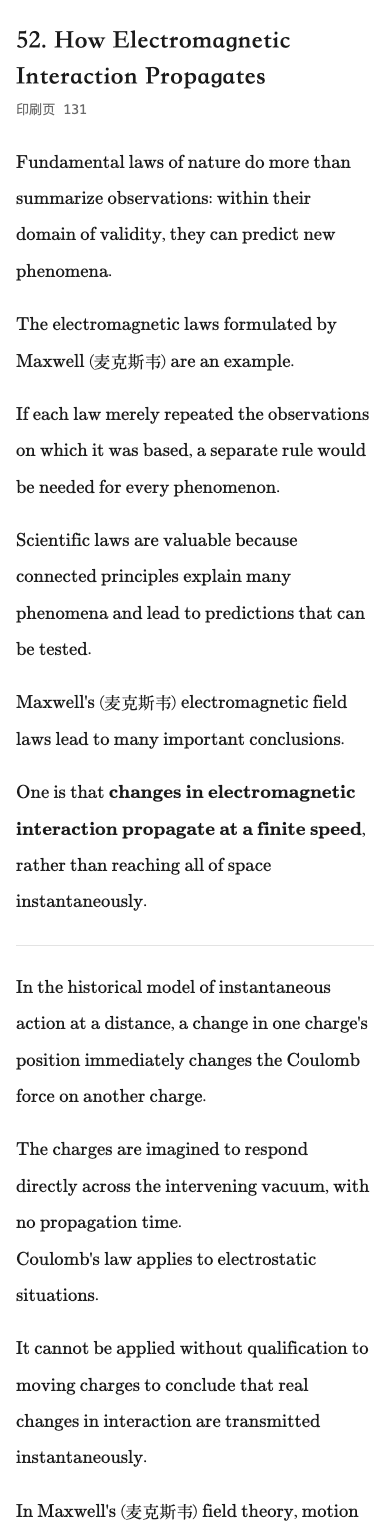 52. How Electromagnetic
Interaction Propagates
印刷页 131
Fundamental laws of nature do more than
summarize observations: within their
domain of validity, they can predict new
phenomena.
The electromagnetic laws formulated by
Maxwell (麦克斯韦) are an example.
If each law merely repeated the observations
on which it was based, a separate rule would
be needed for every phenomenon.
Scientific laws are valuable because
connected principles explain many
phenomena and lead to predictions that can
be tested.
Maxwell's (麦克斯韦) electromagnetic field
laws lead to many important conclusions.
One is that changes in electromagnetic
interaction propagate at a finite speed,
rather than reaching all of space
instantaneously.
In the historical model of instantaneous
action at a distance, a change in one charge's
position immediately changes the Coulomb
force on another charge.
The charges are imagined to respond
directly across the intervening vacuum, with
no propagation time.
Coulomb's law applies to electrostatic
situations.
It cannot be applied without qualification to
moving charges to conclude that real
changes in interaction are transmitted
instantaneously.
In Maxwell's (麦克斯韦) field theory, motion